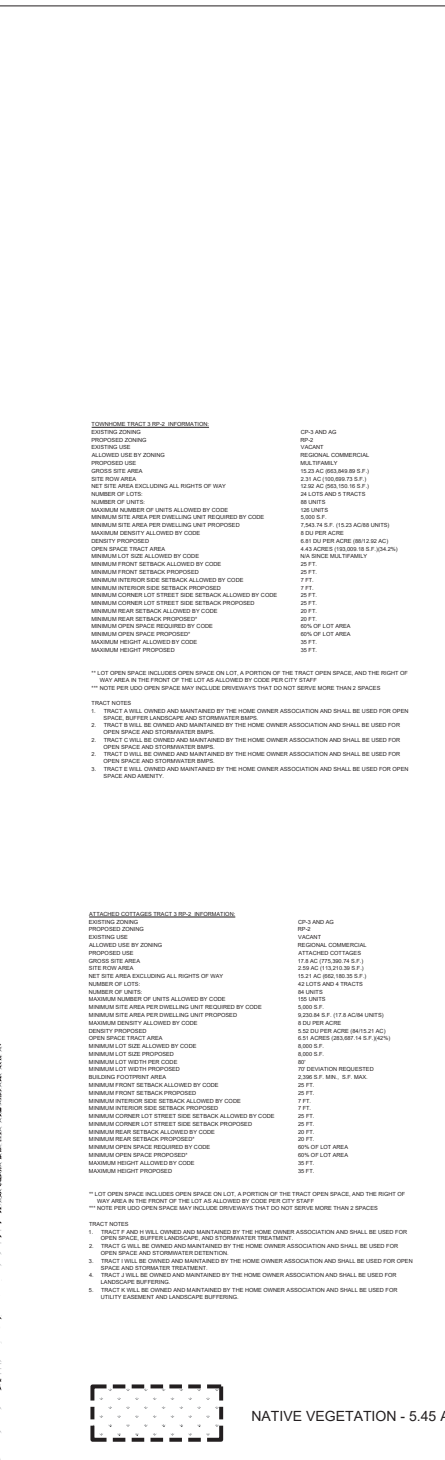 TOWNHOME TRACT 3 RP-2 INFORMATION:
EXISTING ZONING CP-3 AND AG
PROPOSED ZONING RP-2
EXISTING USE VACANT
ALLOWED USE BY ZONING REGIONAL COMMERCIAL
PROPOSED USE MULTIFAMILY
GROSS SITE AREA 15.23 AC (663,849.89 S.F.)
SITE ROW AREA 2.31 AC (100,699.73 S.F.)
NET SITE AREA EXCLUDING ALL RIGHTS OF WAY 12.92 AC (563,150.16 S.F.)
NUMBER OF LOTS: 24 LOTS AND 5 TRACTS
NUMBER OF UNITS: 88 UNITS
MAXIMUM NUMBER OF UNITS ALLOWED BY CODE 126 UNITS
MINIMUM SITE AREA PER DWELLING UNIT REQUIRED BY CODE 5,000 S.F.
MINIMUM SITE AREA PER DWELLING UNIT PROPOSED 7,543.74 S.F. (15.23 AC/88 UNITS)
MAXIMUM DENSITY ALLOWED BY CODE 8 DU PER ACRE
DENSITY PROPOSED 6.81 DU PER ACRE (88/12.92 AC)
OPEN SPACE TRACT AREA 4.43 ACRES (193,009.18 S.F.)(34.2%)
MINIMUM LOT SIZE ALLOWED BY CODE N/A SINCE MULTIFAMILY
MINIMUM FRONT SETBACK ALLOWED BY CODE 25 FT.
MINIMUM FRONT SETBACK PROPOSED 25 FT.
MINIMUM INTERIOR SIDE SETBACK ALLOWED BY CODE 7 FT.
MINIMUM INTERIOR SIDE SETBACK PROPOSED 7 FT.
MINIMUM CORNER LOT STREET SIDE SETBACK ALLOWED BY CODE 25 FT.
MINIMUM CORNER LOT STREET SIDE SETBACK PROPOSED 25 FT.
MINIMUM REAR SETBACK ALLOWED BY CODE 20 FT.
MINIMUM REAR SETBACK PROPOSED* 20 FT.
MINIMUM OPEN SPACE REQUIRED BY CODE 60% OF LOT AREA
MINIMUM OPEN SPACE PROPOSED* 60% OF LOT AREA
MAXIMUM HEIGHT ALLOWED BY CODE 35 FT.
MAXIMUM HEIGHT PROPOSED 35 FT.
** LOT OPEN SPACE INCLUDES OPEN SPACE ON LOT, A PORTION OF THE TRACT OPEN SPACE, AND THE RIGHT OF
WAY AREA IN THE FRONT OF THE LOT AS ALLOWED BY CODE PER CITY STAFF
*** NOTE PER UDO OPEN SPACE MAY INCLUDE DRIVEWAYS THAT DO NOT SERVE MORE THAN 2 SPACES
TRACT NOTES
1. TRACT A WILL OWNED AND MAINTAINED BY THE HOME OWNER ASSOCIATION AND SHALL BE USED FOR OPEN
SPACE, BUFFER LANDSCAPE AND STORMWATER BMPS.
2. TRACT B WILL BE OWNED AND MAINTAINED BY THE HOME OWNER ASSOCIATION AND SHALL BE USED FOR
OPEN SPACE AND STORMWATER BMPS.
2. TRACT C WILL BE OWNED AND MAINTAINED BY THE HOME OWNER ASSOCIATION AND SHALL BE USED FOR
OPEN SPACE AND STORMWATER BMPS.
2. TRACT D WILL BE OWNED AND MAINTAINED BY THE HOME OWNER ASSOCIATION AND SHALL BE USED FOR
OPEN SPACE AND STORMWATER BMPS.
3. TRACT E WILL OWNED AND MAINTAINED BY THE HOME OWNER ASSOCIATION AND SHALL BE USED FOR OPEN
SPACE AND AMENITY.
ATTACHED COTTAGES TRACT 3 RP-2 INFORMATION:
EXISTING ZONING CP-3 AND AG
PROPOSED ZONING RP-2
EXISTING USE VACANT
ALLOWED USE BY ZONING REGIONAL COMMERCIAL
PROPOSED USE ATTACHED COTTAGES
GROSS SITE AREA 17.8 AC (775,390.74 S.F.)
SITE ROW AREA 2.59 AC (113,210.39 S.F.)
NET SITE AREA EXCLUDING ALL RIGHTS OF WAY 15.21 AC (662,180.35 S.F.)
NUMBER OF LOTS: 42 LOTS AND 4 TRACTS
NUMBER OF UNITS: 84 UNITS
MAXIMUM NUMBER OF UNITS ALLOWED BY CODE 155 UNITS
MINIMUM SITE AREA PER DWELLING UNIT REQUIRED BY CODE 5,000 S.F.
MINIMUM SITE AREA PER DWELLING UNIT PROPOSED 9,230.84 S.F. (17.8 AC/84 UNITS)
MAXIMUM DENSITY ALLOWED BY CODE 8 DU PER ACRE
DENSITY PROPOSED 5.52 DU PER ACRE (84/15.21 AC)
OPEN SPACE TRACT AREA 6.51 ACRES (283,687.14 S.F.)(42%)
MINIMUM LOT SIZE ALLOWED BY CODE 8,000 S.F.
MINIMUM LOT SIZE PROPOSED 8,000 S.F.
MINIMUM LOT WIDTH PER CODE 80'
MINIMUM LOT WIDTH PROPOSED 70' DEVIATION REQUESTED
BUILDING FOOTPRINT AREA 2,396 S.F. MIN., S.F. MAX.
MINIMUM FRONT SETBACK ALLOWED BY CODE 25 FT.
MINIMUM FRONT SETBACK PROPOSED 25 FT.
MINIMUM INTERIOR SIDE SETBACK ALLOWED BY CODE 7 FT.
MINIMUM INTERIOR SIDE SETBACK PROPOSED 7 FT.
MINIMUM CORNER LOT STREET SIDE SETBACK ALLOWED BY CODE 25 FT.
MINIMUM CORNER LOT STREET SIDE SETBACK PROPOSED 25 FT.
MINIMUM REAR SETBACK ALLOWED BY CODE 20 FT.
MINIMUM REAR SETBACK PROPOSED* 20 FT.
MINIMUM OPEN SPACE REQUIRED BY CODE 60% OF LOT AREA
MINIMUM OPEN SPACE PROPOSED* 60% OF LOT AREA
MAXIMUM HEIGHT ALLOWED BY CODE 35 FT.
MAXIMUM HEIGHT PROPOSED 35 FT.
** LOT OPEN SPACE INCLUDES OPEN SPACE ON LOT, A PORTION OF THE TRACT OPEN SPACE, AND THE RIGHT OF
WAY AREA IN THE FRONT OF THE LOT AS ALLOWED BY CODE PER CITY STAFF
*** NOTE PER UDO OPEN SPACE MAY INCLUDE DRIVEWAYS THAT DO NOT SERVE MORE THAN 2 SPACES
TRACT NOTES
1. TRACT F AND H WILL OWNED AND MAINTAINED BY THE HOME OWNER ASSOCIATION AND SHALL BE USED FOR
OPEN SPACE, BUFFER LANDSCAPE, AND STORMWATER TREATMENT.
2. TRACT G WILL BE OWNED AND MAINTAINED BY THE HOME OWNER ASSOCIATION AND SHALL BE USED FOR
OPEN SPACE AND STORMWATER DETENTION.
3. TRACT I WILL BE OWNED AND MAINTAINED BY THE HOME OWNER ASSOCIATION AND SHALL BE USED FOR OPEN
SPACE AND STORMATER TREATMENT.
4. TRACT J WILL BE OWNED AND MAINTAINED BY THE HOME OWNER ASSOCIATION AND SHALL BE USED FOR
LANDSCAPE BUFFERING.
5. TRACT K WILL BE OWNED AND MAINTAINED BY THE HOME OWNER ASSOCIATION AND SHALL BE USED FOR
UTILITY EASEMENT AND LANDSCAPE BUFFERING.
NATIVE VEGETATION - 5.45 A